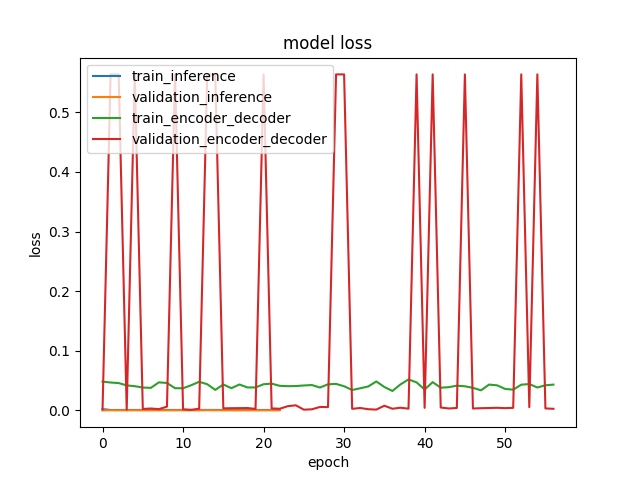 model loss
train_inference
validation_inference
train_encoder_decoder
validation_encoder_decoder
loss
0.5
0.4
0.3
0.2
0.1
0.0
0 10 20 30 40 50
epoch